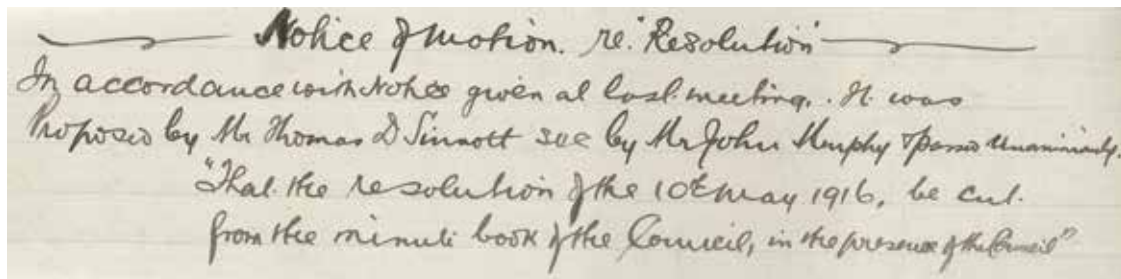 Notice of Motion. re. "Resolution"
In accordance with Notice given at last meeting. It was
Proposed by Mr Thomas D Sinnott sec by Mr John Murphy & passed Unanimously.
"That the resolution of the 10th May 1916, be cut
from the minute book of the Council, in the presence of the Council"